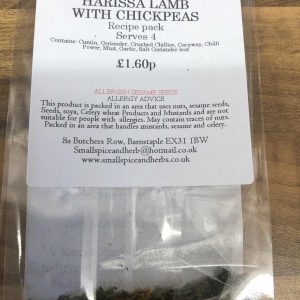 HARISSA LAMB
WITH CHICKPEAS
Recipe pack
Serves 4
Contains: Cumin, Coriander, Crushed Chillies, Caryway, Chilli
Power, Mint, Garlic, Salt Coriander leaf
£1.60p
ALLERGEN SESAME SEEDS
ALLERGY ADVICE
This product is packed in an area that uses nuts, sesame seeds,
Seeds, soya, Celery wheat Products and Mustards and are not
suitable for people with allergies. May contain traces of nuts.
Packed in an area that handles mustards, sesame and celery.
8a Butchers Row, Barnstaple EX31 1BW
Smallspiceandherb@hotmail.co.uk
www.smallspiceandherbs.co.uk